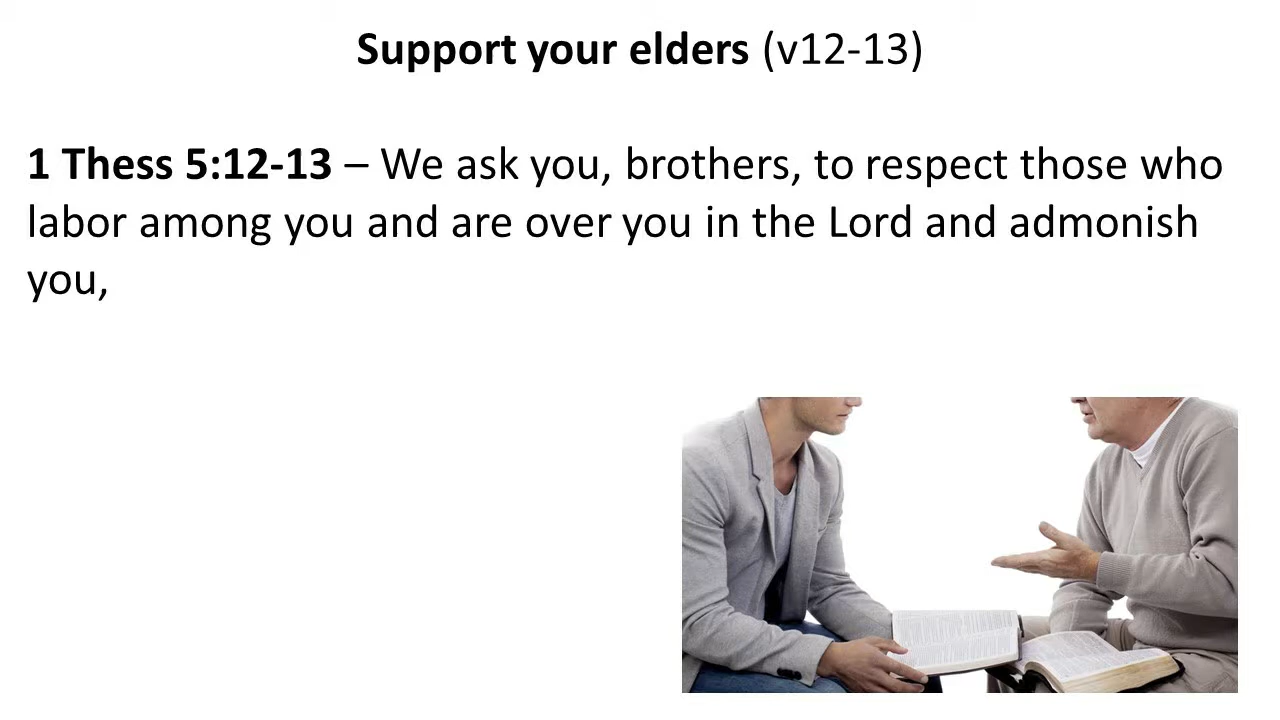 Support your elders (v12-13)
1 Thess 5:12-13 – We ask you, brothers, to respect those who
labor among you and are over you in the Lord and admonish
you,